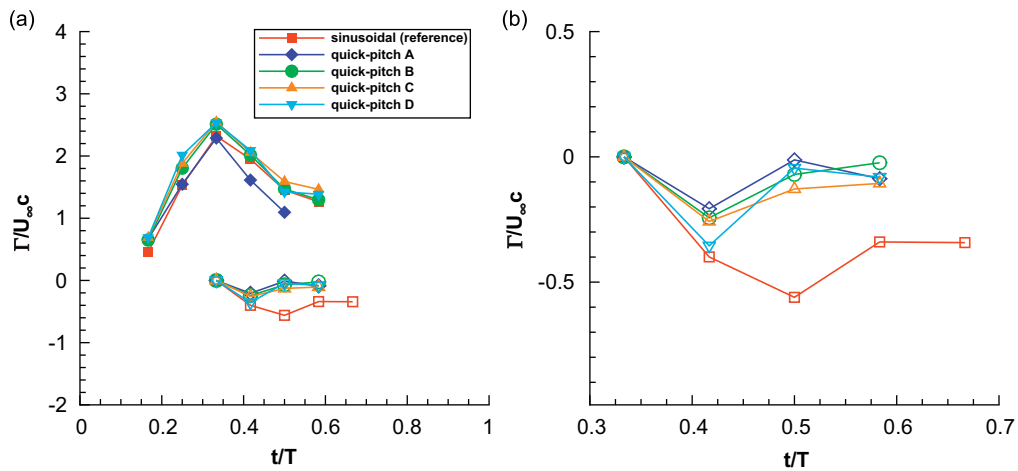 (a)
4
3
2
1
0
-1
-2
Γ/U∞c
0
0.2
0.4
0.6
0.8
1
t/T
sinusoidal (reference)
quick-pitch A
quick-pitch B
quick-pitch C
quick-pitch D
(b)
0.5
0
-0.5
Γ/U∞c
0.3
0.4
0.5
0.6
0.7
t/T